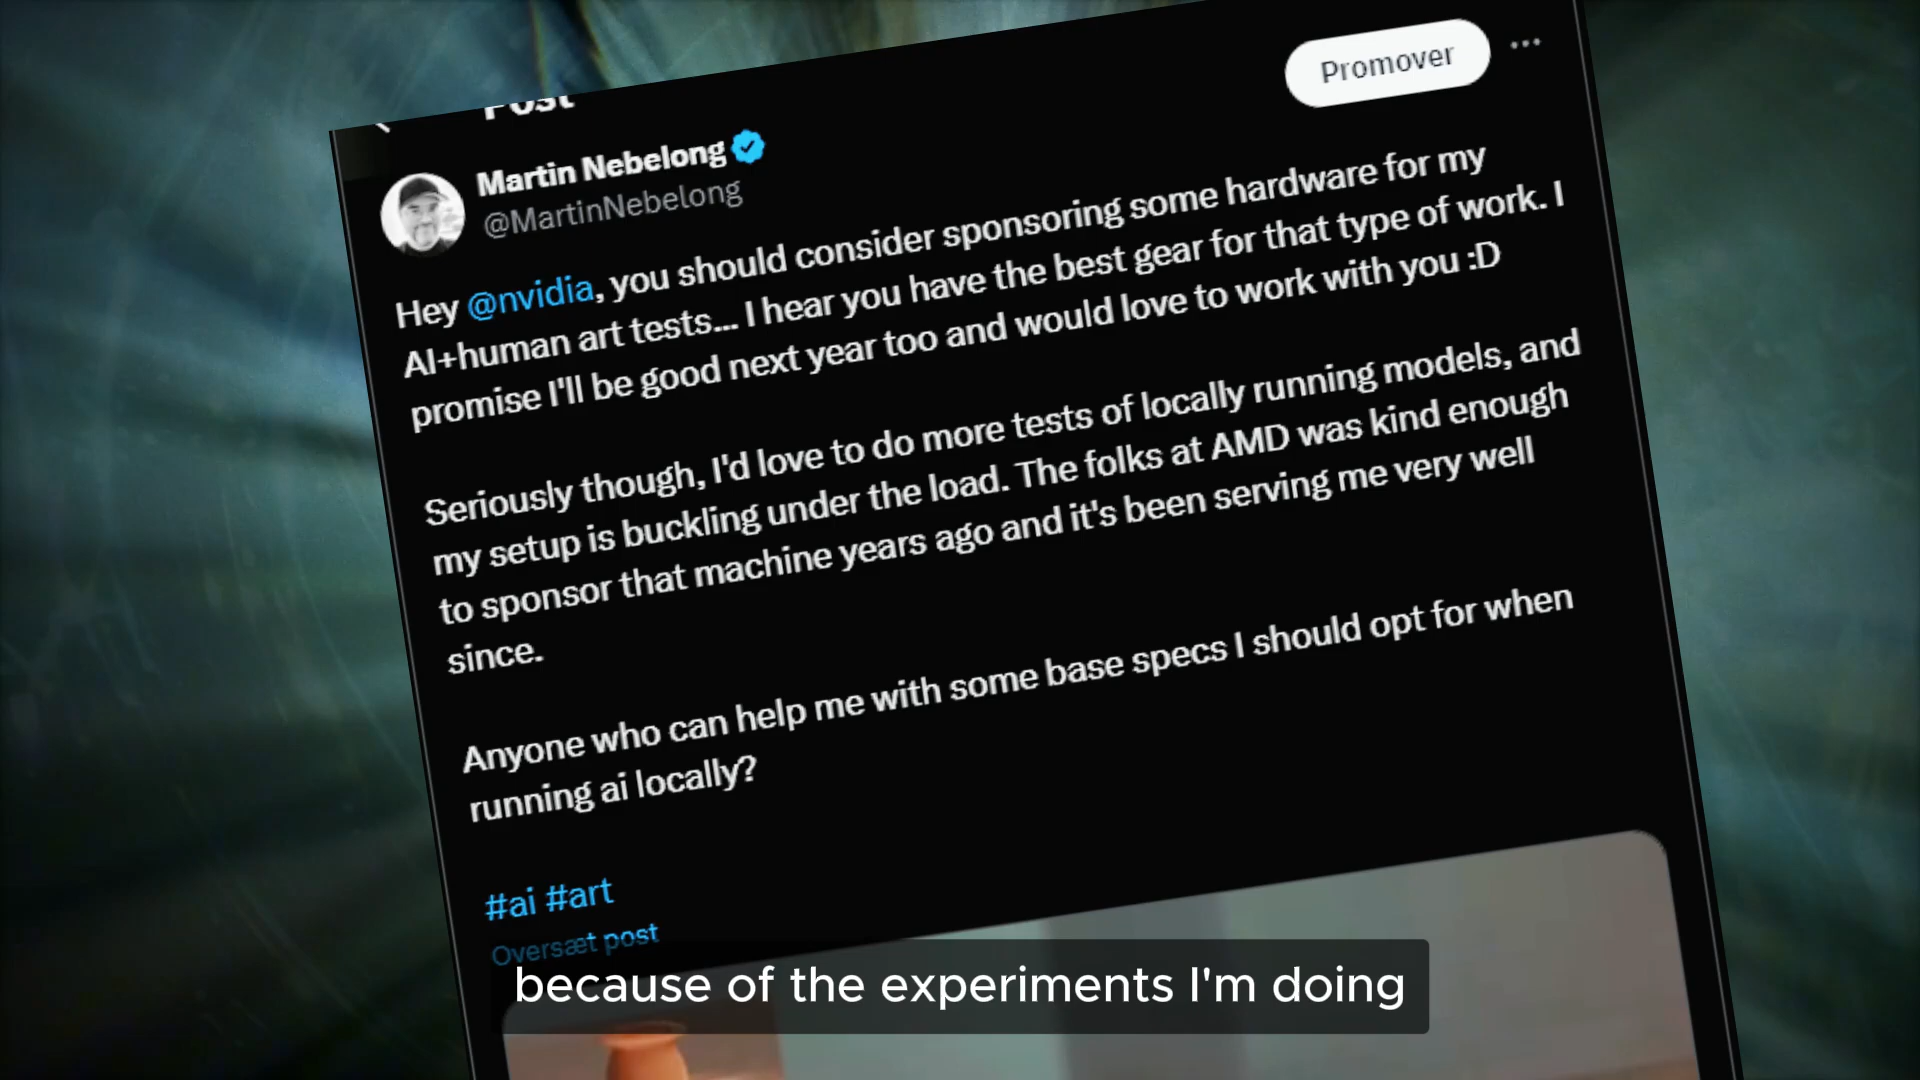 Post
Promover
Martin Nebelong
@MartinNebelong
Hey @nvidia, you should consider sponsoring some hardware for my
AI+human art tests... I hear you have the best gear for that type of work. I
promise I'll be good next year too and would love to work with you :D
Seriously though, I'd love to do more tests of locally running models, and
my setup is buckling under the load. The folks at AMD was kind enough
to sponsor that machine years ago and it's been serving me very well
since.
Anyone who can help me with some base specs I should opt for when
running ai locally?
#ai #art
Oversæt post
because of the experiments I'm doing